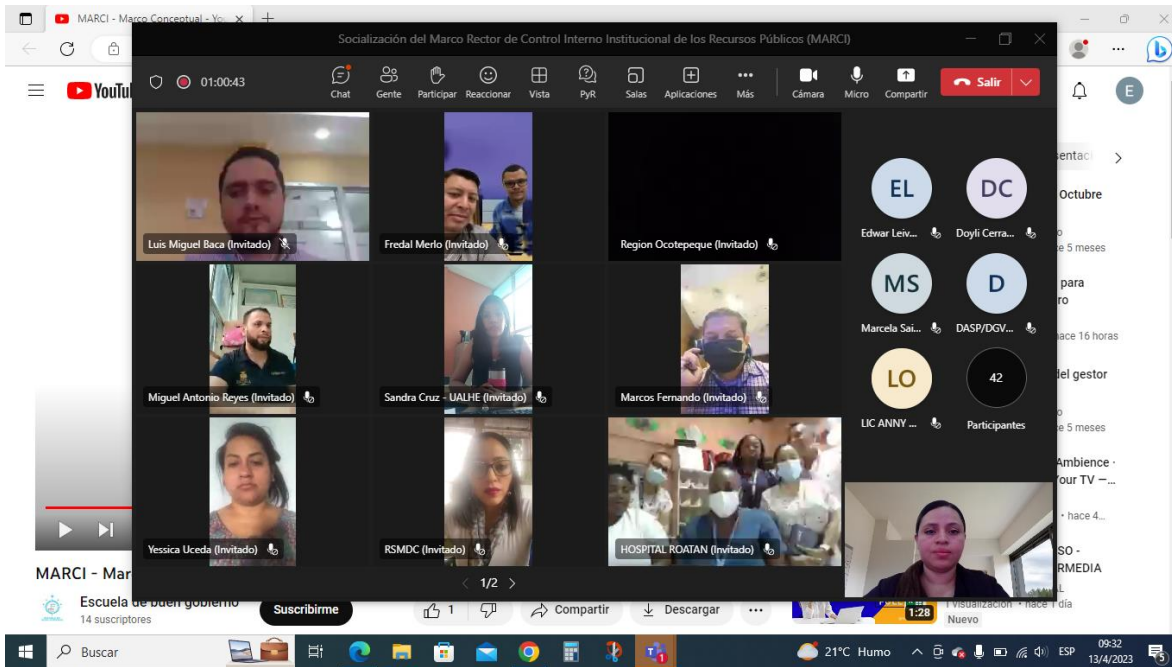 MARCI - Marco Conceptual - You
YouTu
Socialización del Marco Rector de Control Interno Institucional de los Recursos Públicos (MARCI)
01:00:43
Chat
Gente
Participar
Reaccionar
Vista
PyR
Salas
Aplicaciones
Más
Cámara
Micro
Compartir
Salir
E
Luis Miguel Baca (Invitado)
Fredal Merlo (Invitado)
Region Ocotepeque (Invitado)
EL
DC
Edwar Leiv...
Doyli Cerra...
Miguel Antonio Reyes (Invitado)
Sandra Cruz - UALHE (Invitado)
Marcos Fernando (Invitado)
MS
D
Marcela Sai...
DASP/DGV...
LO
42
LIC ANNY ...
Participantes
Yessica Uceda (Invitado)
RSMDC (Invitado)
HOSPITAL ROATAN (Invitado)
1/2
Octubre
5 meses
para
hace 16 horas
del gestor
5 meses
Ambience ·
Your TV —...
• hace 4...
RMEDIA
MARCI - Mar
Escuela de buen gobierno
14 suscriptores
Suscribirme
1
Compartir
Descargar
1:28
1 visualización • hace 1 día
Nuevo
Buscar
21°C Humo
ESP
09:32
13/4/2023
5